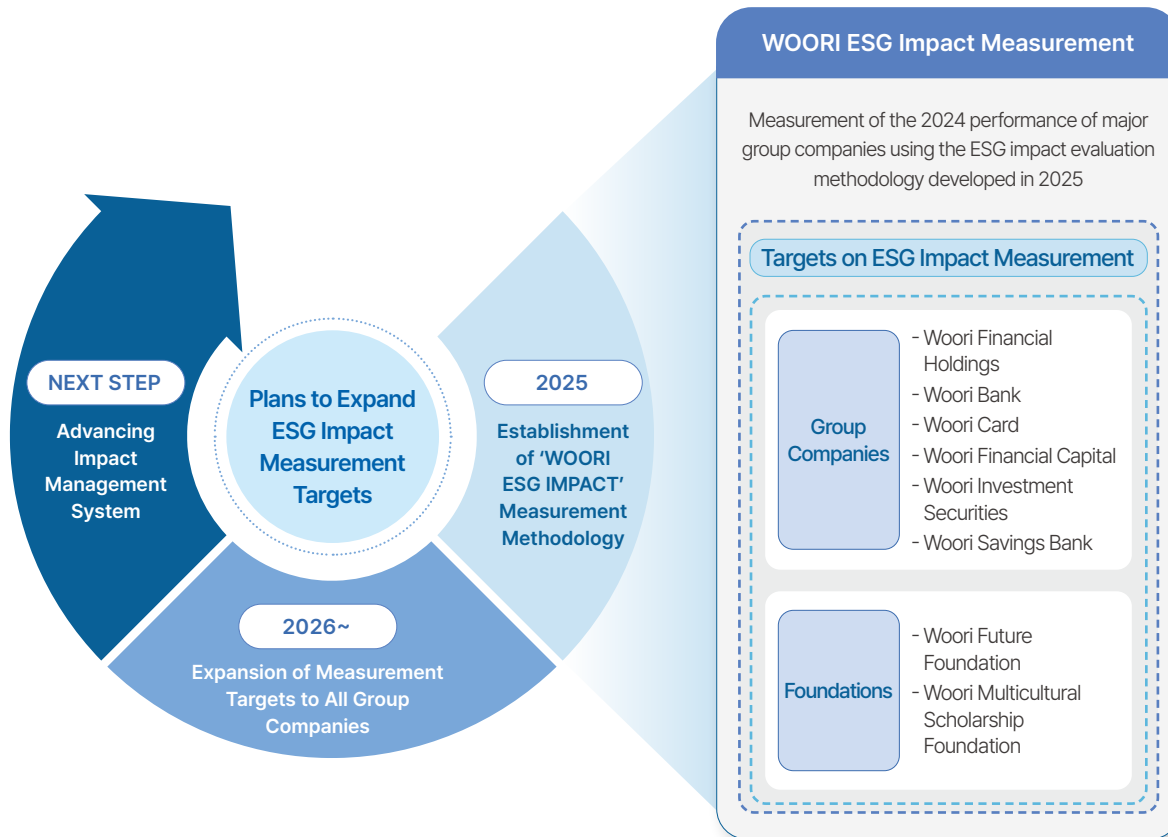 Plans to Expand
ESG Impact
Measurement
Targets
2025
Establishment
of ‘WOORI
ESG IMPACT’
Measurement
Methodology
2026~
Expansion of Measurement
Targets to All Group
Companies
NEXT STEP
Advancing
Impact
Management
System
WOORI ESG Impact Measurement
Measurement of the 2024 performance of major
group companies using the ESG impact evaluation
methodology developed in 2025
Targets on ESG Impact Measurement
Group
Companies
- Woori Financial
Holdings
- Woori Bank
- Woori Card
- Woori Financial Capital
- Woori Investment
Securities
- Woori Savings Bank
Foundations
- Woori Future
Foundation
- Woori Multicultural
Scholarship
Foundation